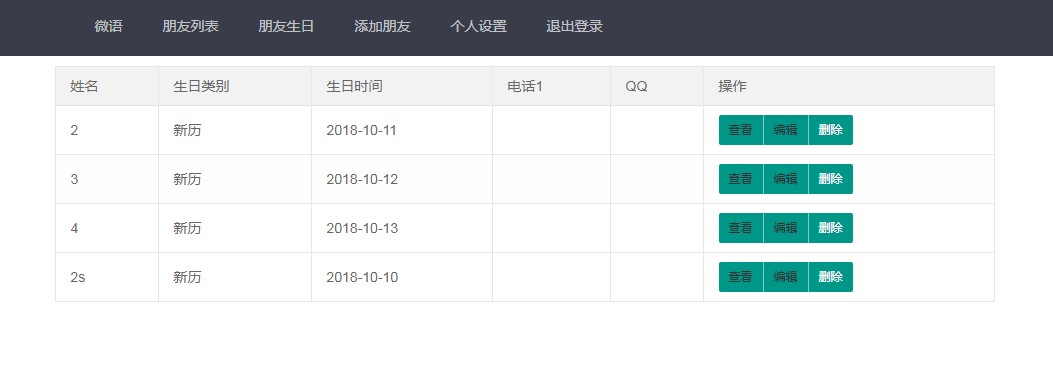 微语 朋友列表 朋友生日 添加朋友 个人设置 退出登录
姓名 生日类别 生日时间 电话1 QQ 操作
2 新历 2018-10-11 查看 编辑 删除
3 新历 2018-10-12 查看 编辑 删除
4 新历 2018-10-13 查看 编辑 删除
2s 新历 2018-10-10 查看 编辑 删除